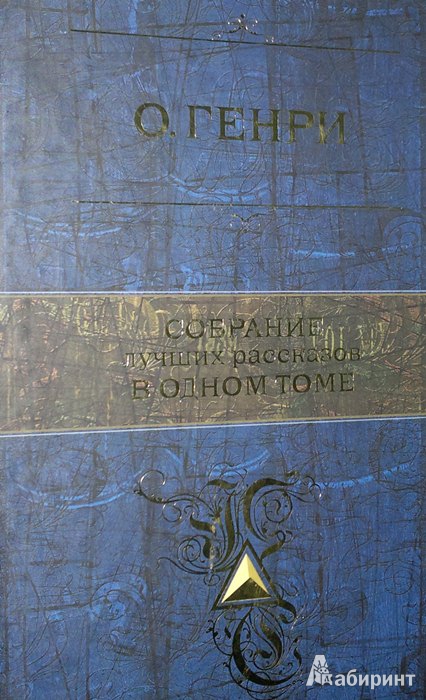 О. ГЕНРИ
СОБРАНИЕ
лучших рассказов
В ОДНОМ ТОМЕ
Лабиринт